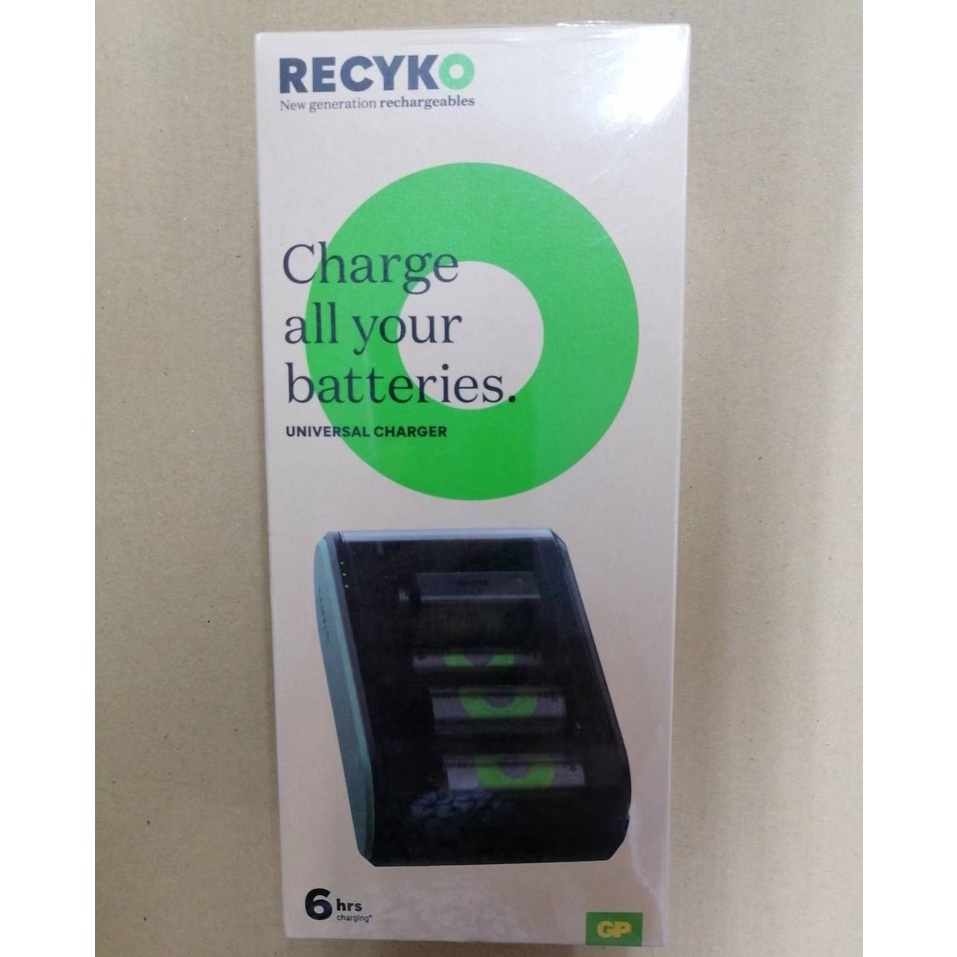 RECYKO
New generation rechargeables
Charge
all your
batteries.
UNIVERSAL CHARGER
6 hrs
charging*
GP